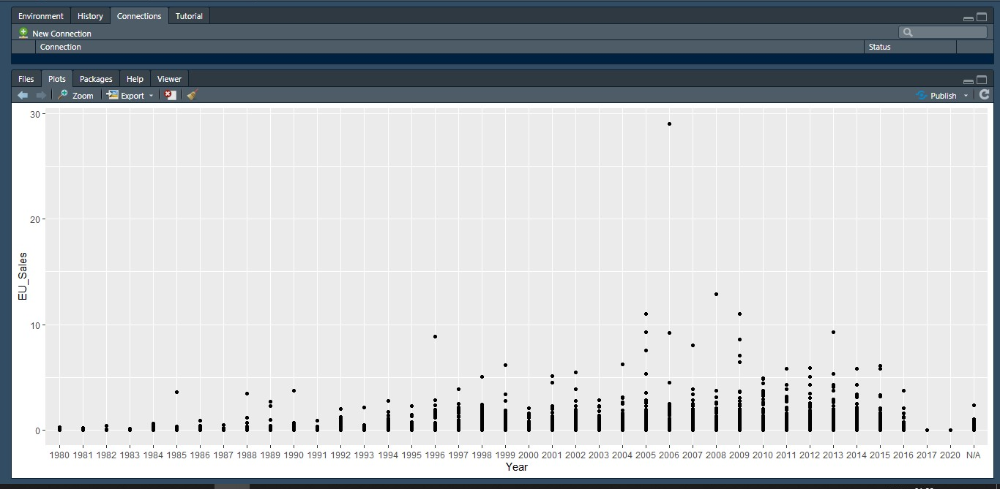 Environment History Connections Tutorial
New Connection
Connection Status
Files Plots Packages Help Viewer
Zoom Export Publish
30
20
10
0
EU_Sales
1980 1981 1982 1983 1984 1985 1986 1987 1988 1989 1990 1991 1992 1993 1994 1995 1996 1997 1998 1999 2000 2001 2002 2003 2004 2005 2006 2007 2008 2009 2010 2011 2012 2013 2014 2015 2016 2017 2020 N/A
Year